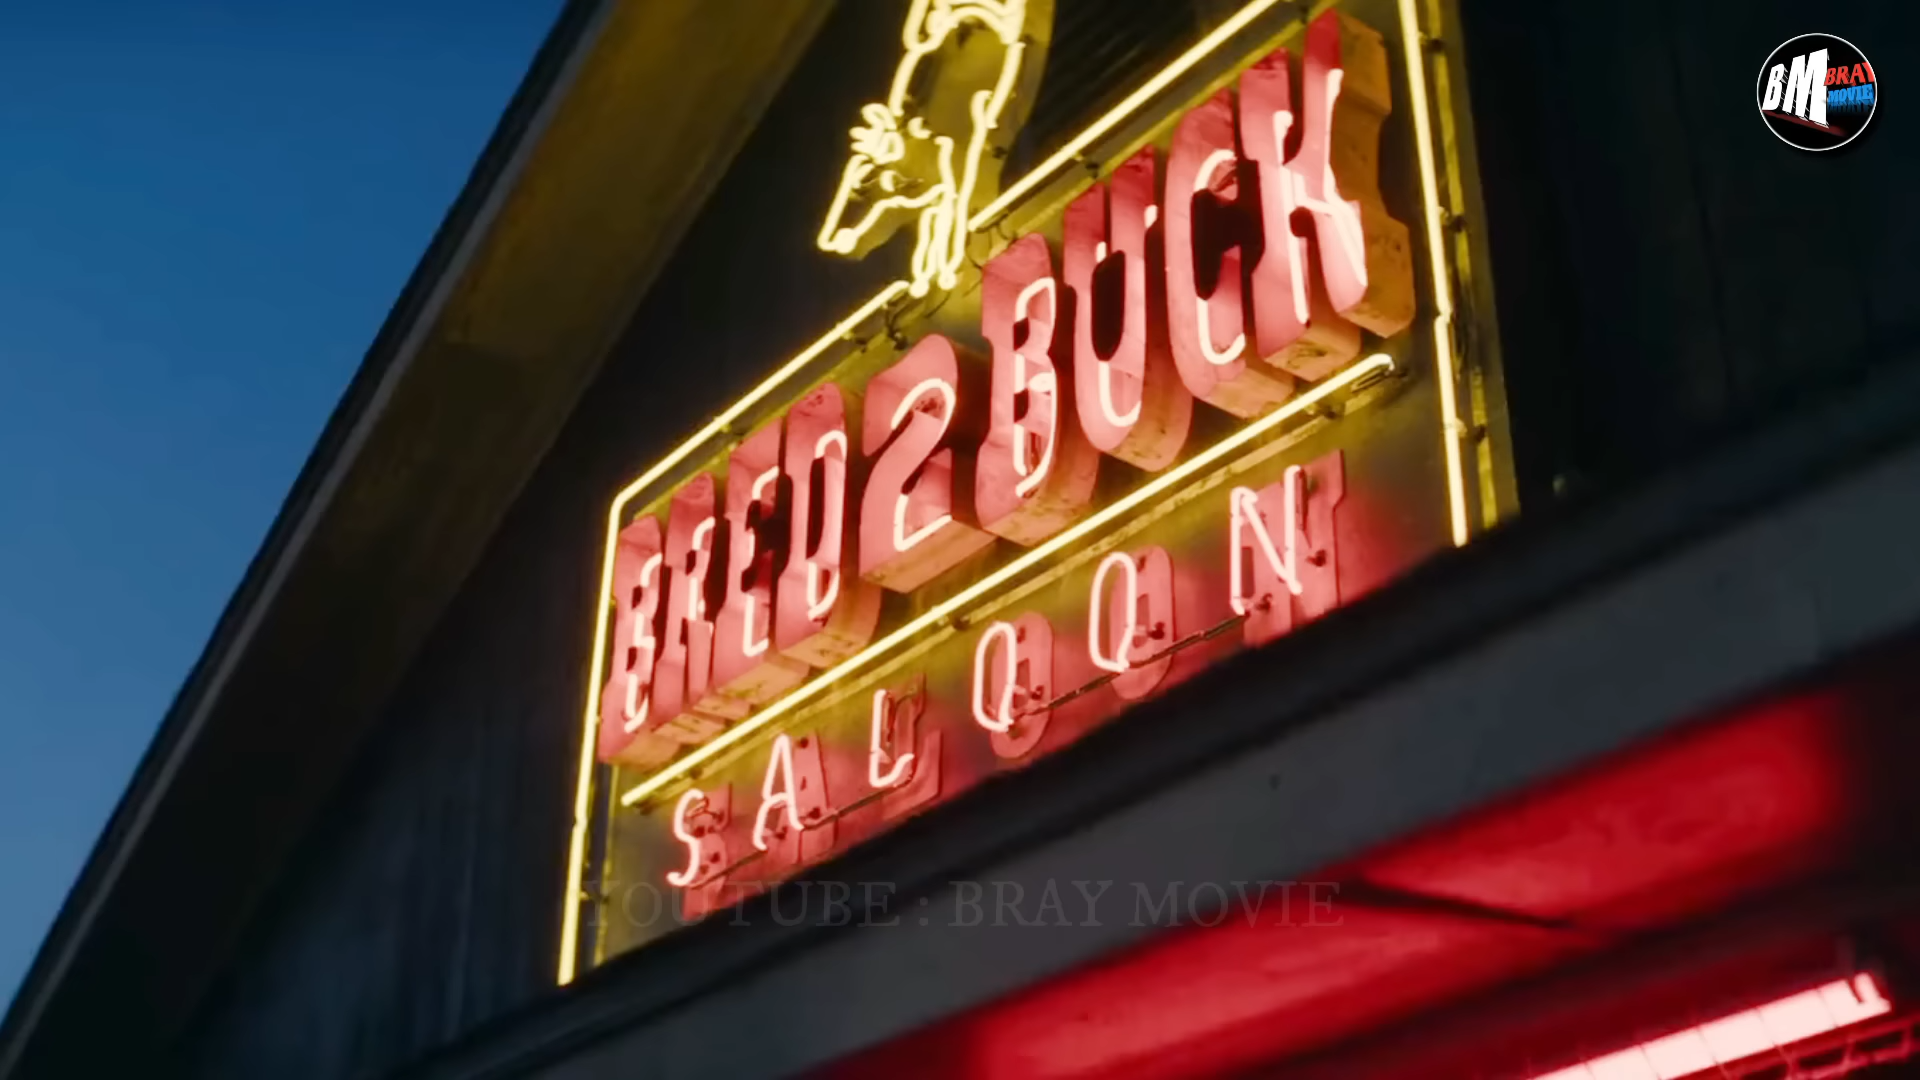 BM BRAY
MOVIE
BRED 2 BUCK
SALOON
YOUTUBE : BRAY MOVIE